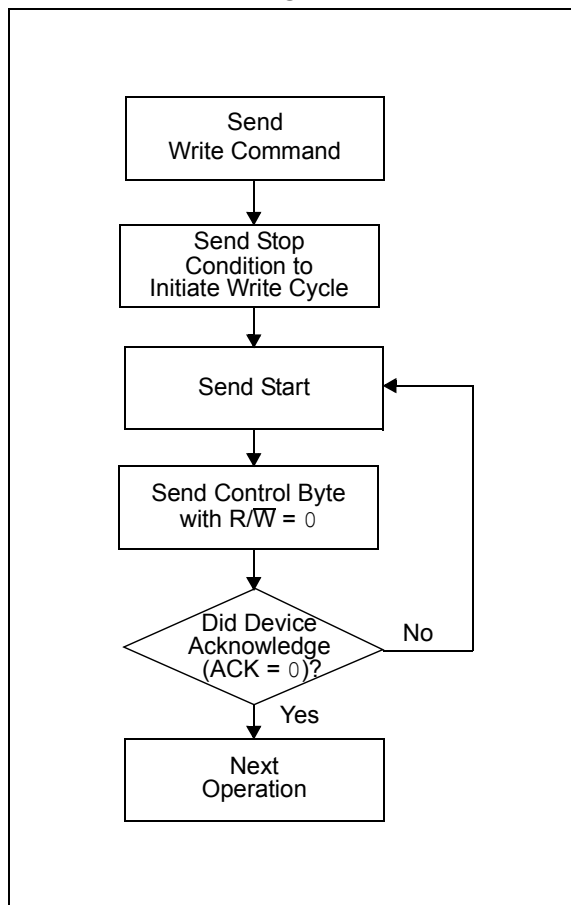 Send
Write Command
Send Stop
Condition to
Initiate Write Cycle
Send Start
Send Control Byte
with R/W̅ = 0
Did Device
Acknowledge
(ACK = 0)?
No
Yes
Next
Operation